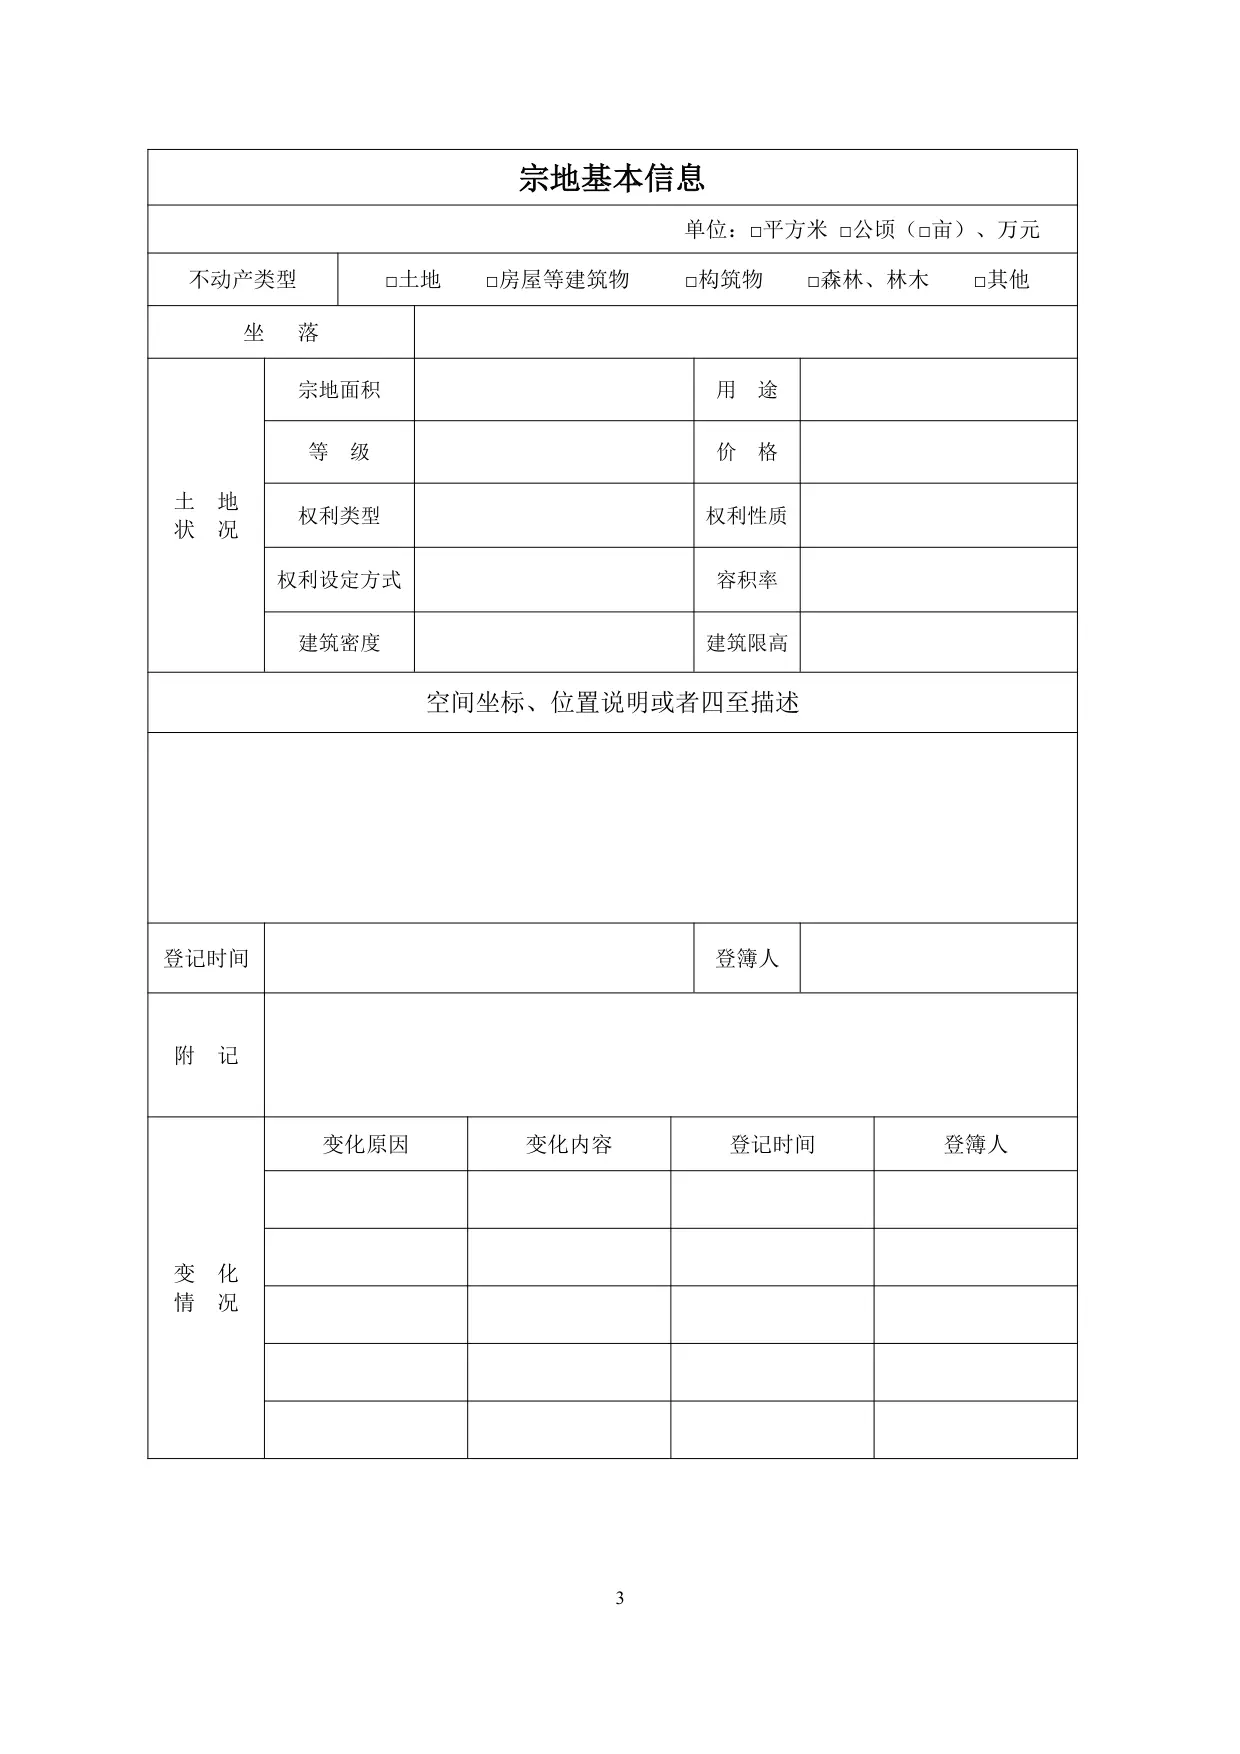 宗地基本信息
单位：□平方米 □公顷（□亩）、万元
不动产类型 □土地 □房屋等建筑物 □构筑物 □森林、林木 □其他
坐 落
土 地
状 况
宗地面积 用 途
等 级 价 格
权利类型 权利性质
权利设定方式 容积率
建筑密度 建筑限高
空间坐标、位置说明或者四至描述
登记时间 登簿人
附 记
变 化
情 况
变化原因 变化内容 登记时间 登簿人
3